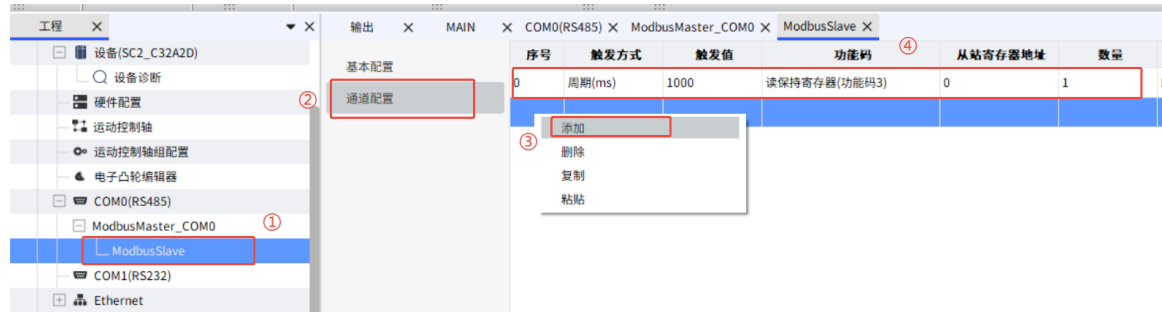 工程
输出
MAIN
COM0(RS485)
ModbusMaster_COM0
ModbusSlave
设备(SC2_C32A2D)
设备诊断
硬件配置
运动控制轴
运动控制轴组配置
电子凸轮编辑器
COM0(RS485)
ModbusMaster_COM0
①
ModbusSlave
COM1(RS232)
Ethernet
基本配置
②
通道配置
④
序号 触发方式 触发值 功能码 从站寄存器地址 数量
0 周期(ms) 1000 读保持寄存器(功能码3) 0 1
③
添加
删除
复制
粘贴